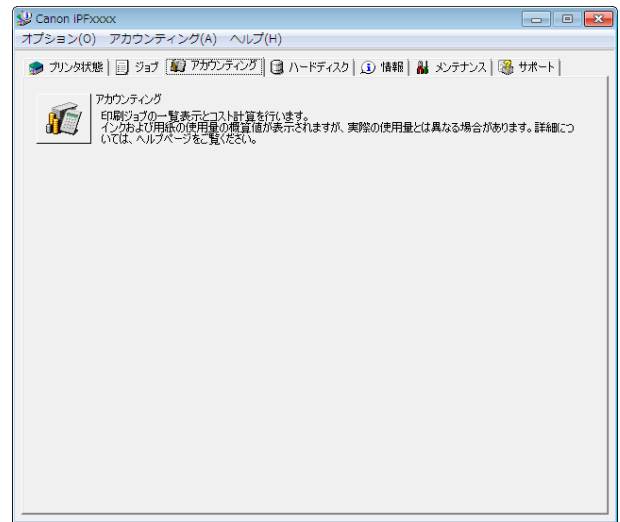 Canon iPFxxxx
オプション(O) アカウンティング(A) ヘルプ(H)
プリンタ状態 ジョブ アカウンティング ハードディスク 情報 メンテナンス サポート
アカウンティング
印刷ジョブの一覧表示とコスト計算を行います。
インクおよび用紙の使用量の概算値が表示されますが、実際の使用量とは異なる場合があります。詳細につ
いては、ヘルプページをご覧ください。